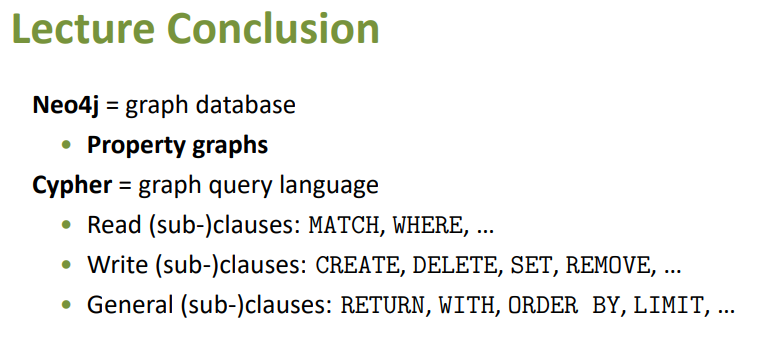 Lecture Conclusion
Neo4j = graph database
• Property graphs
Cypher = graph query language
• Read (sub-)clauses: MATCH, WHERE, ...
• Write (sub-)clauses: CREATE, DELETE, SET, REMOVE, ...
• General (sub-)clauses: RETURN, WITH, ORDER BY, LIMIT, ...